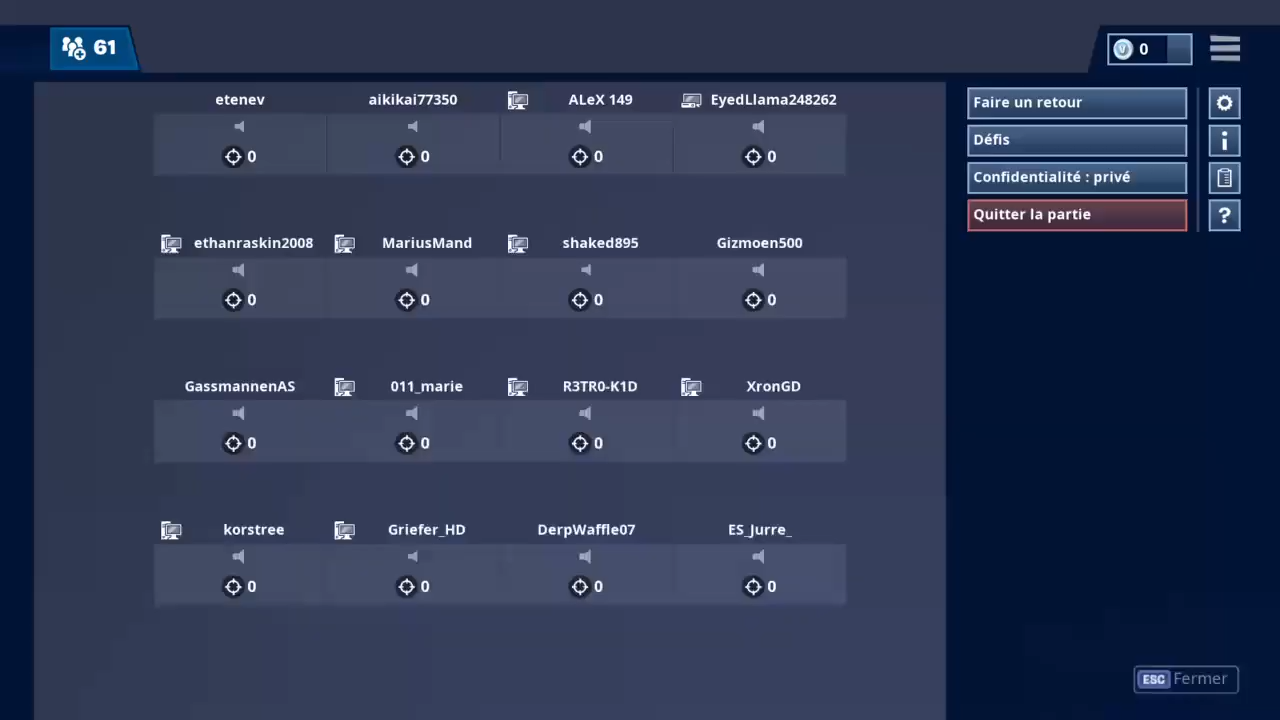 61
0
etenev aikikai77350 ALeX 149 EyedLlama248262
0 0 0 0
ethanraskin2008 MariusMand shaked895 Gizmoen500
0 0 0 0
GassmannenAS 011_marie R3TR0-K1D XronGD
0 0 0 0
korstree Griefer_HD DerpWaffle07 ES_Jurre_
0 0 0 0
Faire un retour
Défis
Confidentialité : privé
Quitter la partie
ESC Fermer